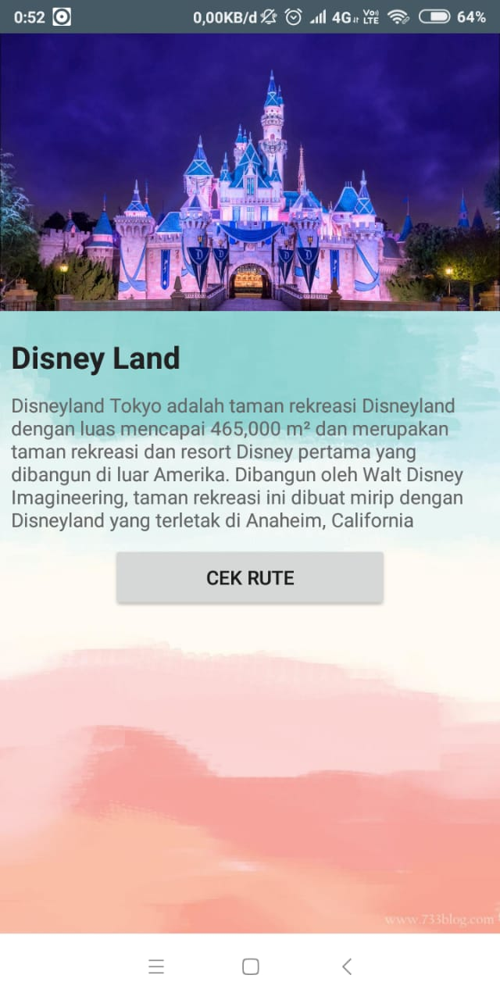 0:52
0,00KB/d 4G Vo)) LTE 64%
D D D D
Disney Land
Disneyland Tokyo adalah taman rekreasi Disneyland
dengan luas mencapai 465,000 m² dan merupakan
taman rekreasi dan resort Disney pertama yang
dibangun di luar Amerika. Dibangun oleh Walt Disney
Imagineering, taman rekreasi ini dibuat mirip dengan
Disneyland yang terletak di Anaheim, California
CEK RUTE
www.733blog.com